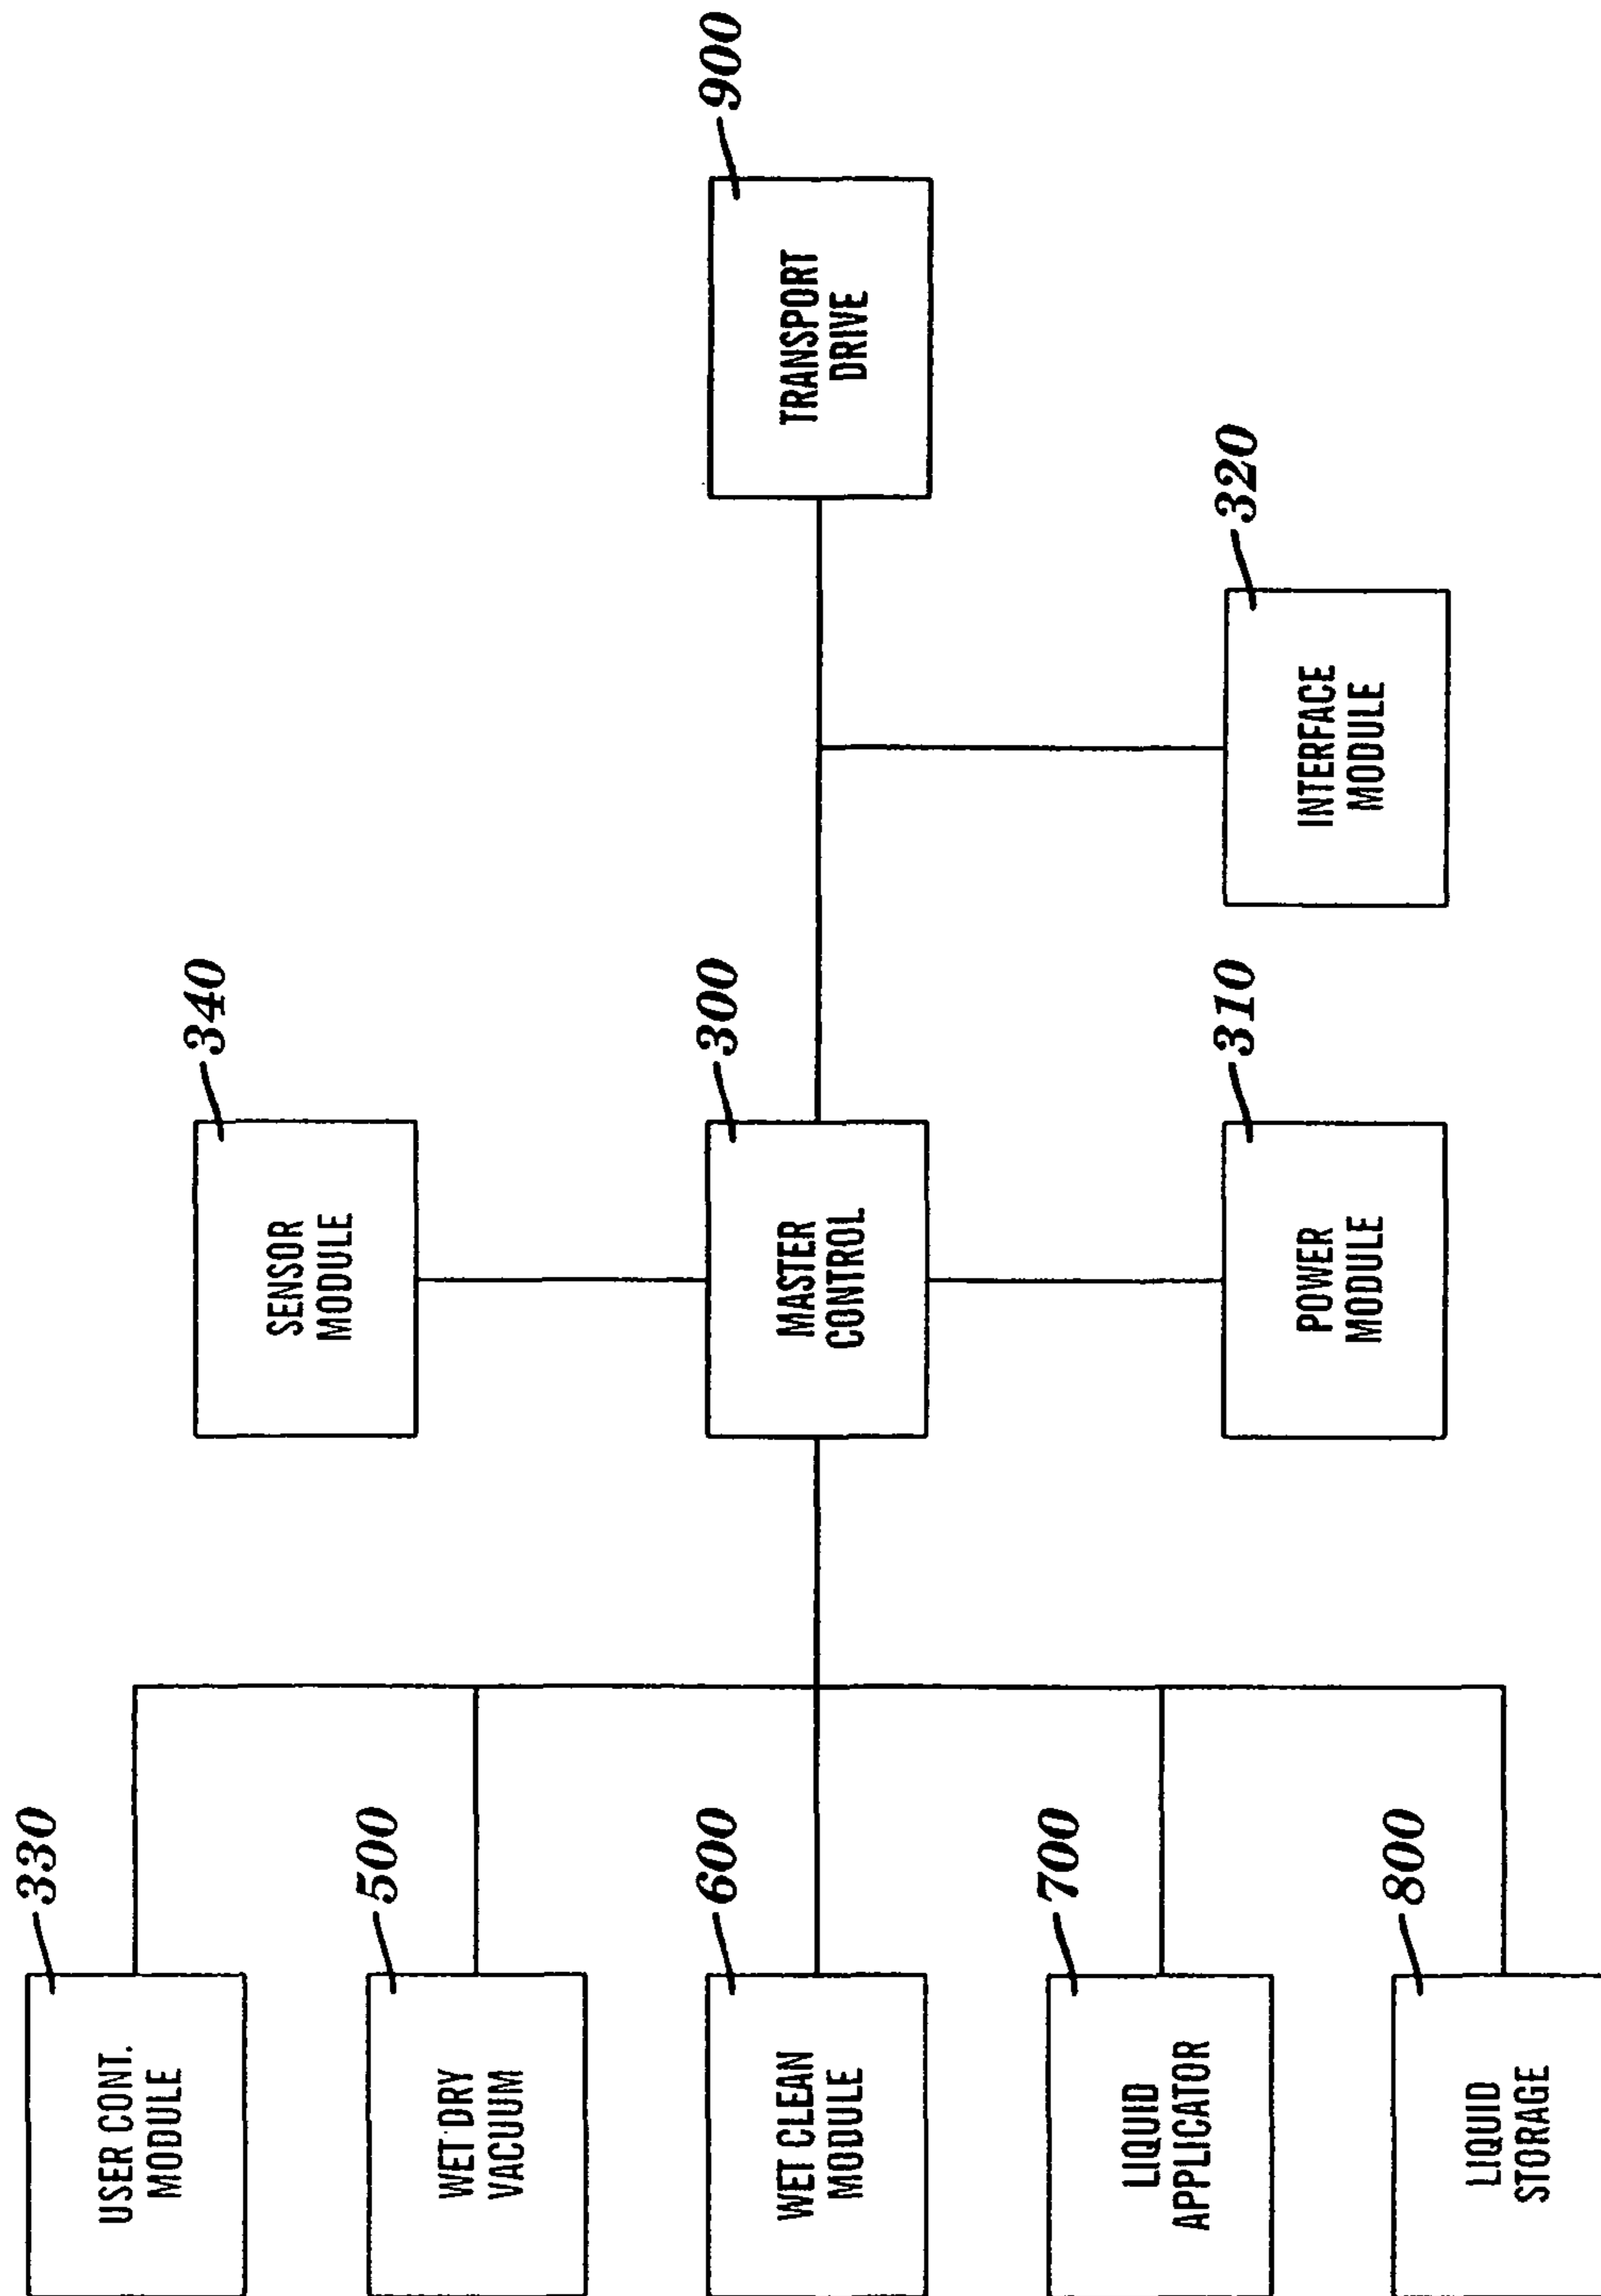 330
USER CONT.
MODULE
500
WET DRY
VACUUM
600
WET CLEAN
MODULE
700
LIQUID
APPLICATOR
800
LIQUID
STORAGE
340
SENSOR
MODULE
300
MASTER
CONTROL
310
POWER
MODULE
320
INTERFACE
MODULE
900
TRANSPORT
DRIVE